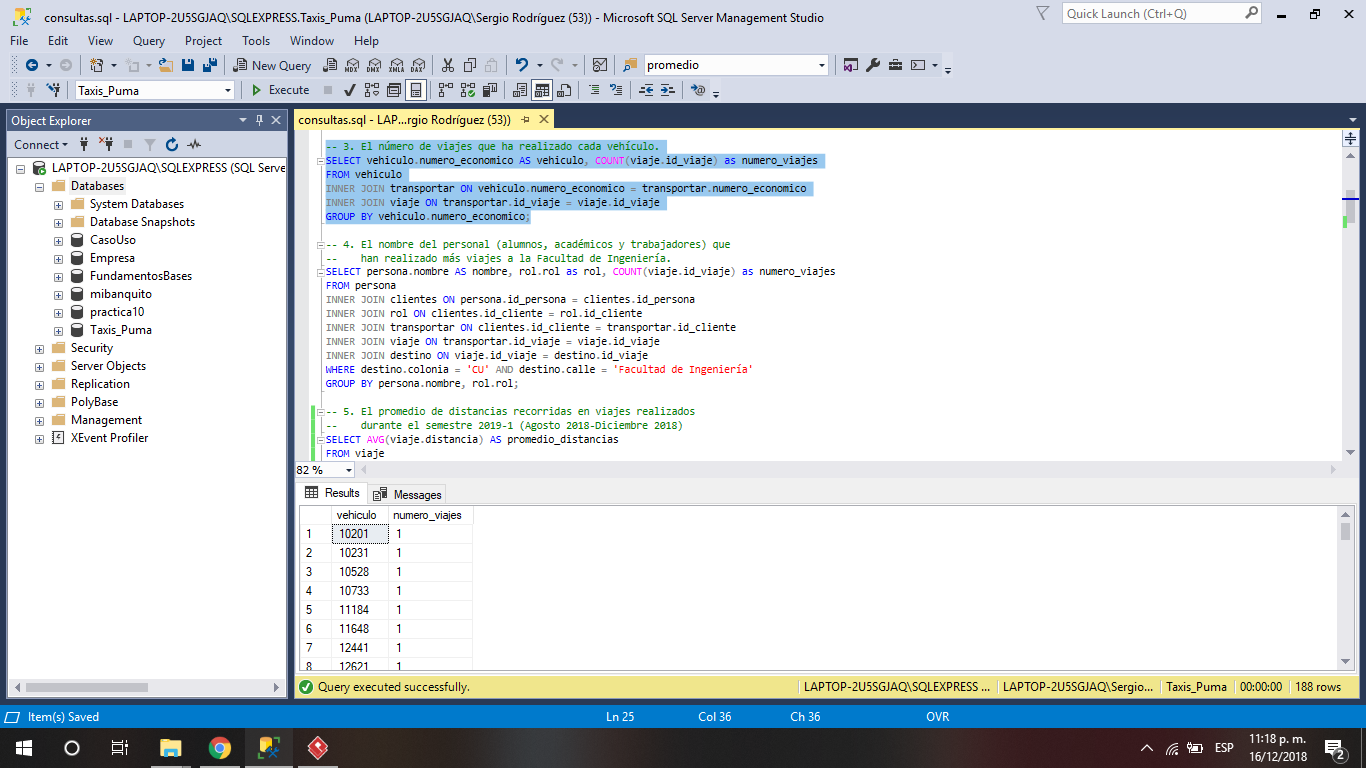 consultas.sql - LAPTOP-2U5SGJAQ\SQLEXPRESS.Taxis_Puma (LAPTOP-2U5SGJAQ\Sergio Rodríguez (53)) - Microsoft SQL Server Management Studio
Quick Launch (Ctrl+Q)
File Edit View Query Project Tools Window Help
New Query MDX DMX XMLA DAX promedio
Taxis_Puma Execute
Object Explorer
Connect
LAPTOP-2U5SGJAQ\SQLEXPRESS (SQL Serve
Databases
System Databases
Database Snapshots
CasoUso
Empresa
FundamentosBases
mibanquito
practica10
Taxis_Puma
Security
Server Objects
Replication
PolyBase
Management
XEvent Profiler
consultas.sql - LAP...rgio Rodríguez (53))
-- 3. El número de viajes que ha realizado cada vehículo.
SELECT vehiculo.numero_economico AS vehiculo, COUNT(viaje.id_viaje) as numero_viajes
FROM vehiculo
INNER JOIN transportar ON vehiculo.numero_economico = transportar.numero_economico
INNER JOIN viaje ON transportar.id_viaje = viaje.id_viaje
GROUP BY vehiculo.numero_economico;
-- 4. El nombre del personal (alumnos, académicos y trabajadores) que
-- han realizado más viajes a la Facultad de Ingeniería.
SELECT persona.nombre AS nombre, rol.rol as rol, COUNT(viaje.id_viaje) as numero_viajes
FROM persona
INNER JOIN clientes ON persona.id_persona = clientes.id_persona
INNER JOIN rol ON clientes.id_cliente = rol.id_cliente
INNER JOIN transportar ON clientes.id_cliente = transportar.id_cliente
INNER JOIN viaje ON transportar.id_viaje = viaje.id_viaje
INNER JOIN destino ON viaje.id_viaje = destino.id_viaje
WHERE destino.colonia = 'CU' AND destino.calle = 'Facultad de Ingeniería'
GROUP BY persona.nombre, rol.rol;
-- 5. El promedio de distancias recorridas en viajes realizados
-- durante el semestre 2019-1 (Agosto 2018-Diciembre 2018)
SELECT AVG(viaje.distancia) AS promedio_distancias
FROM viaje
82 %
Results Messages
vehiculo numero_viajes
1 10201 1
2 10231 1
3 10528 1
4 10733 1
5 11184 1
6 11648 1
7 12441 1
8 12621 1
Query executed successfully. LAPTOP-2U5SGJAQ\SQLEXPRESS ... LAPTOP-2U5SGJAQ\Sergio... Taxis_Puma 00:00:00 188 rows
Item(s) Saved Ln 25 Col 36 Ch 36 OVR
ESP
11:18 p. m.
16/12/2018
2